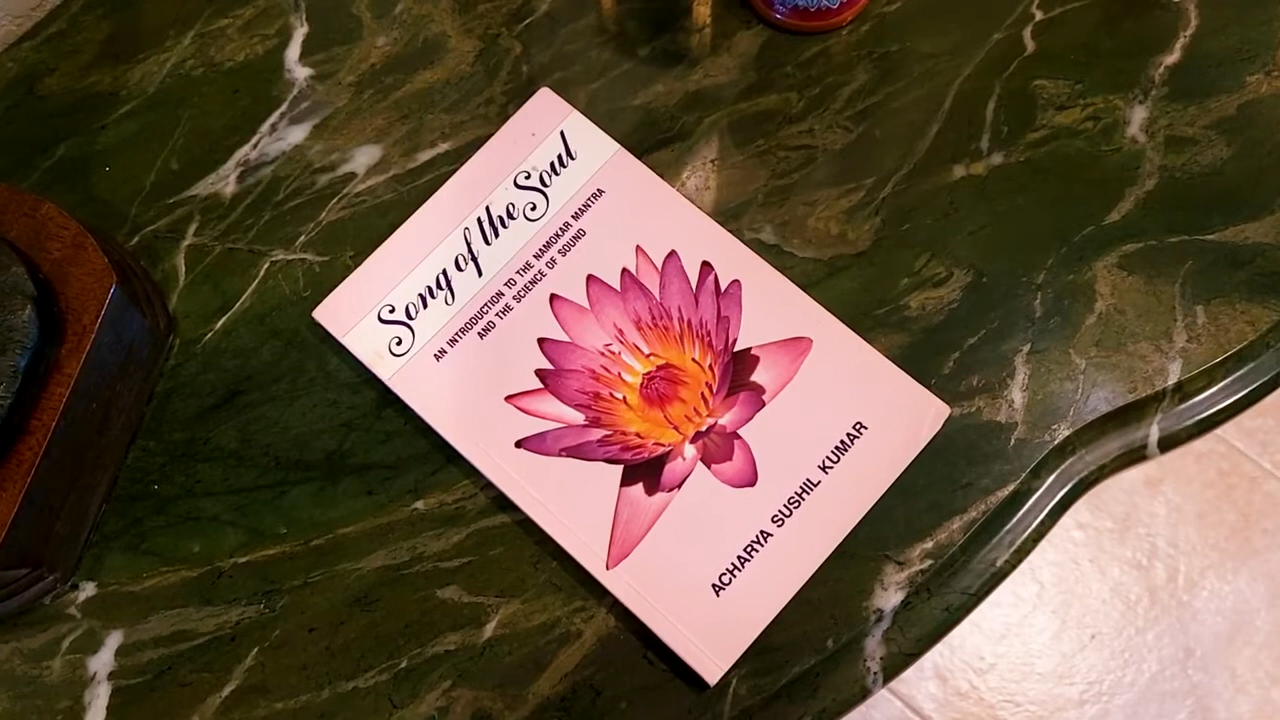 Song of the Soul
AN INTRODUCTION TO THE NAMOKAR MANTRA
AND THE SCIENCE OF SOUND
ACHARYA SUSHIL KUMAR